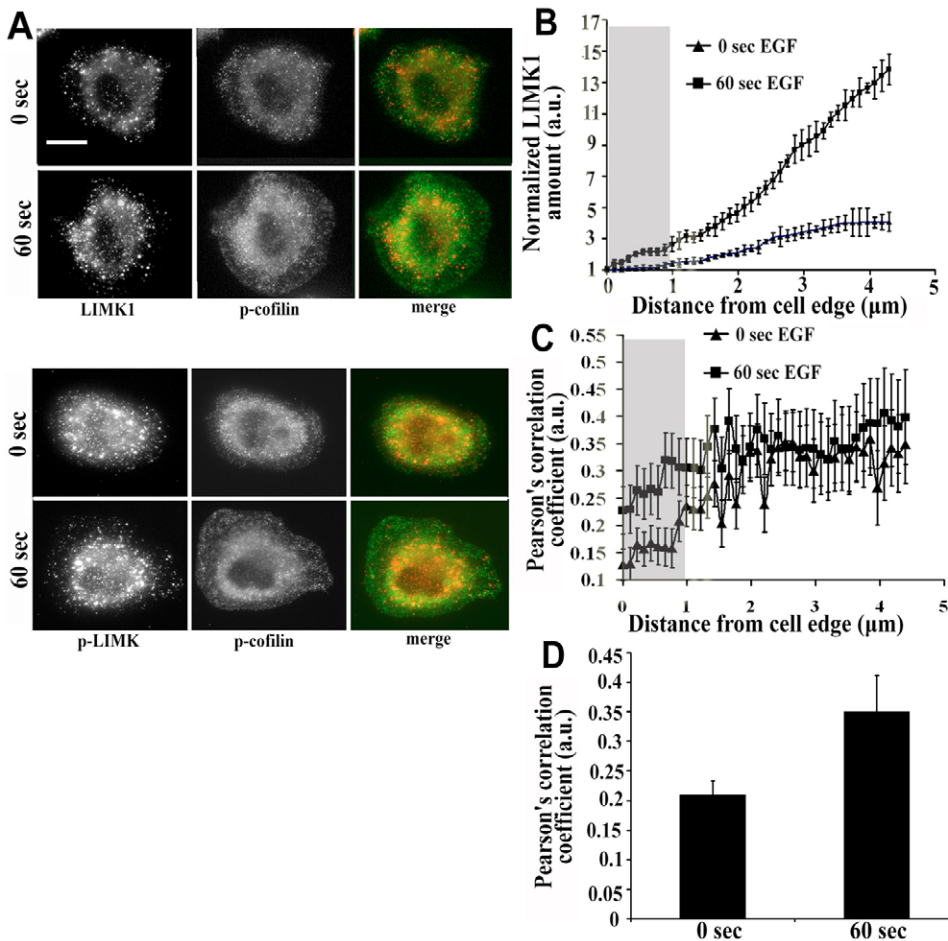 A
0 sec
60 sec
LIMK1 p-cofilin merge
0 sec
60 sec
p-LIMK p-cofilin merge
B
Normalized LIMK1
amount (a.u.)
17
15
13
11
9
7
5
3
1
0 sec EGF
60 sec EGF
0 1 2 3 4 5
Distance from cell edge (µm)
C
Pearson's correlation
coefficient (a.u.)
0.55
0.5
0.45
0.4
0.35
0.3
0.25
0.2
0.15
0.1
0 sec EGF
60 sec EGF
0 1 2 3 4 5
Distance from cell edge (µm)
D
Pearson's correlation
coefficient (a.u.)
0.45
0.4
0.35
0.3
0.25
0.2
0.15
0.1
0.05
0
0 sec 60 sec